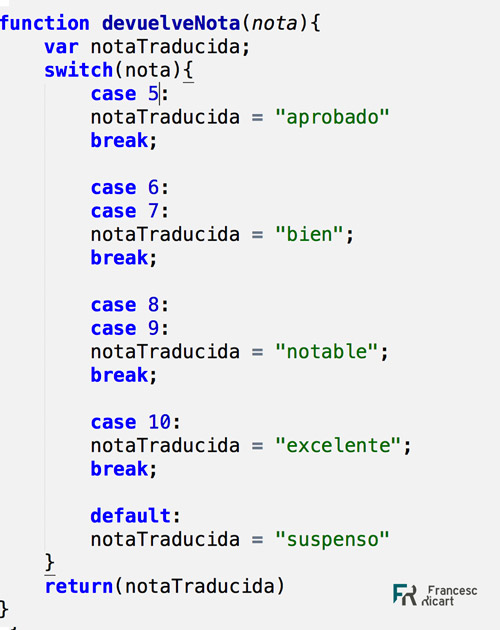 function devuelveNota(nota){
var notaTraducida;
switch(nota){
case 5:
notaTraducida = "aprobado"
break;
case 6:
case 7:
notaTraducida = "bien";
break;
case 8:
case 9:
notaTraducida = "notable";
break;
case 10:
notaTraducida = "excelente";
break;
default:
notaTraducida = "suspenso"
}
return(notaTraducida)
}
FR Francesc
Ricart